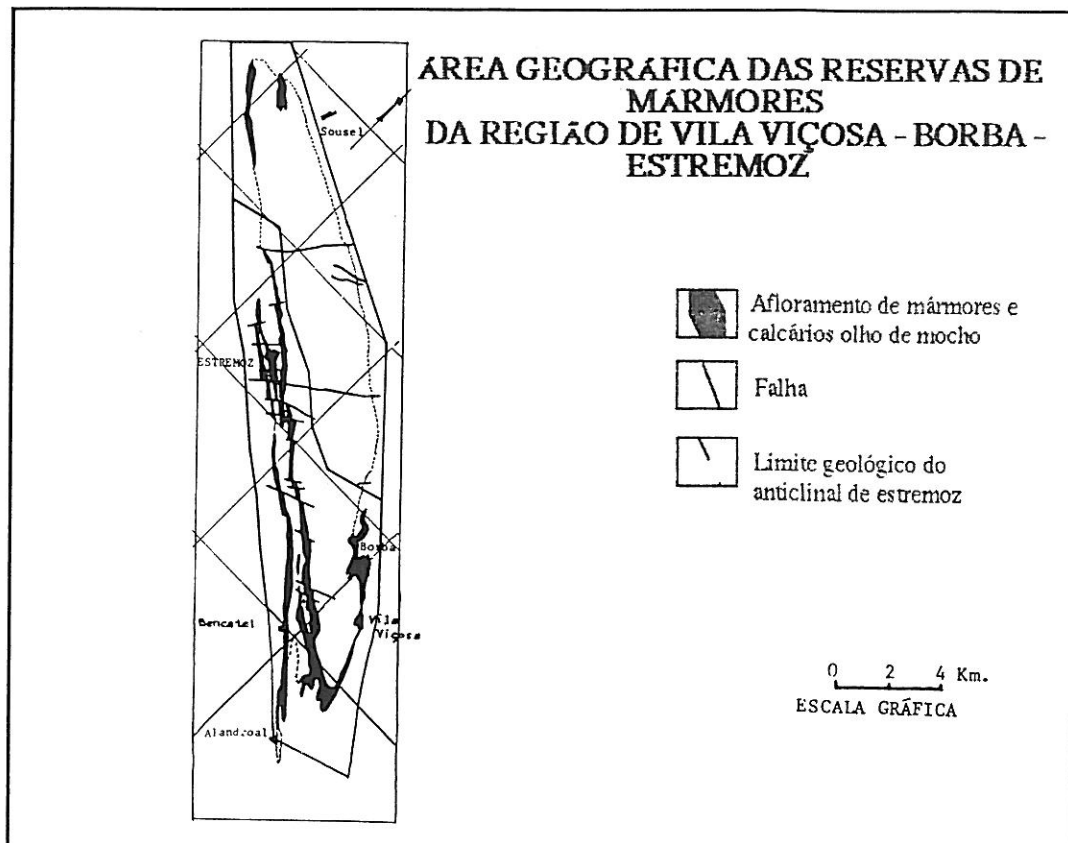 ÁREA GEOGRÁFICA DAS RESERVAS DE
MÁRMORES
DA REGIÃO DE VILA VIÇOSA - BORBA -
ESTREMOZ
Sousel
ESTREMOZ
Borba
Bencatel
Vila
Viçosa
Alandroal
Afloramento de mármores e
calcários olho de mocho
Falha
Límite geológico do
anticlinal de estremoz
0 2 4 Km.
ESCALA GRÁFICA